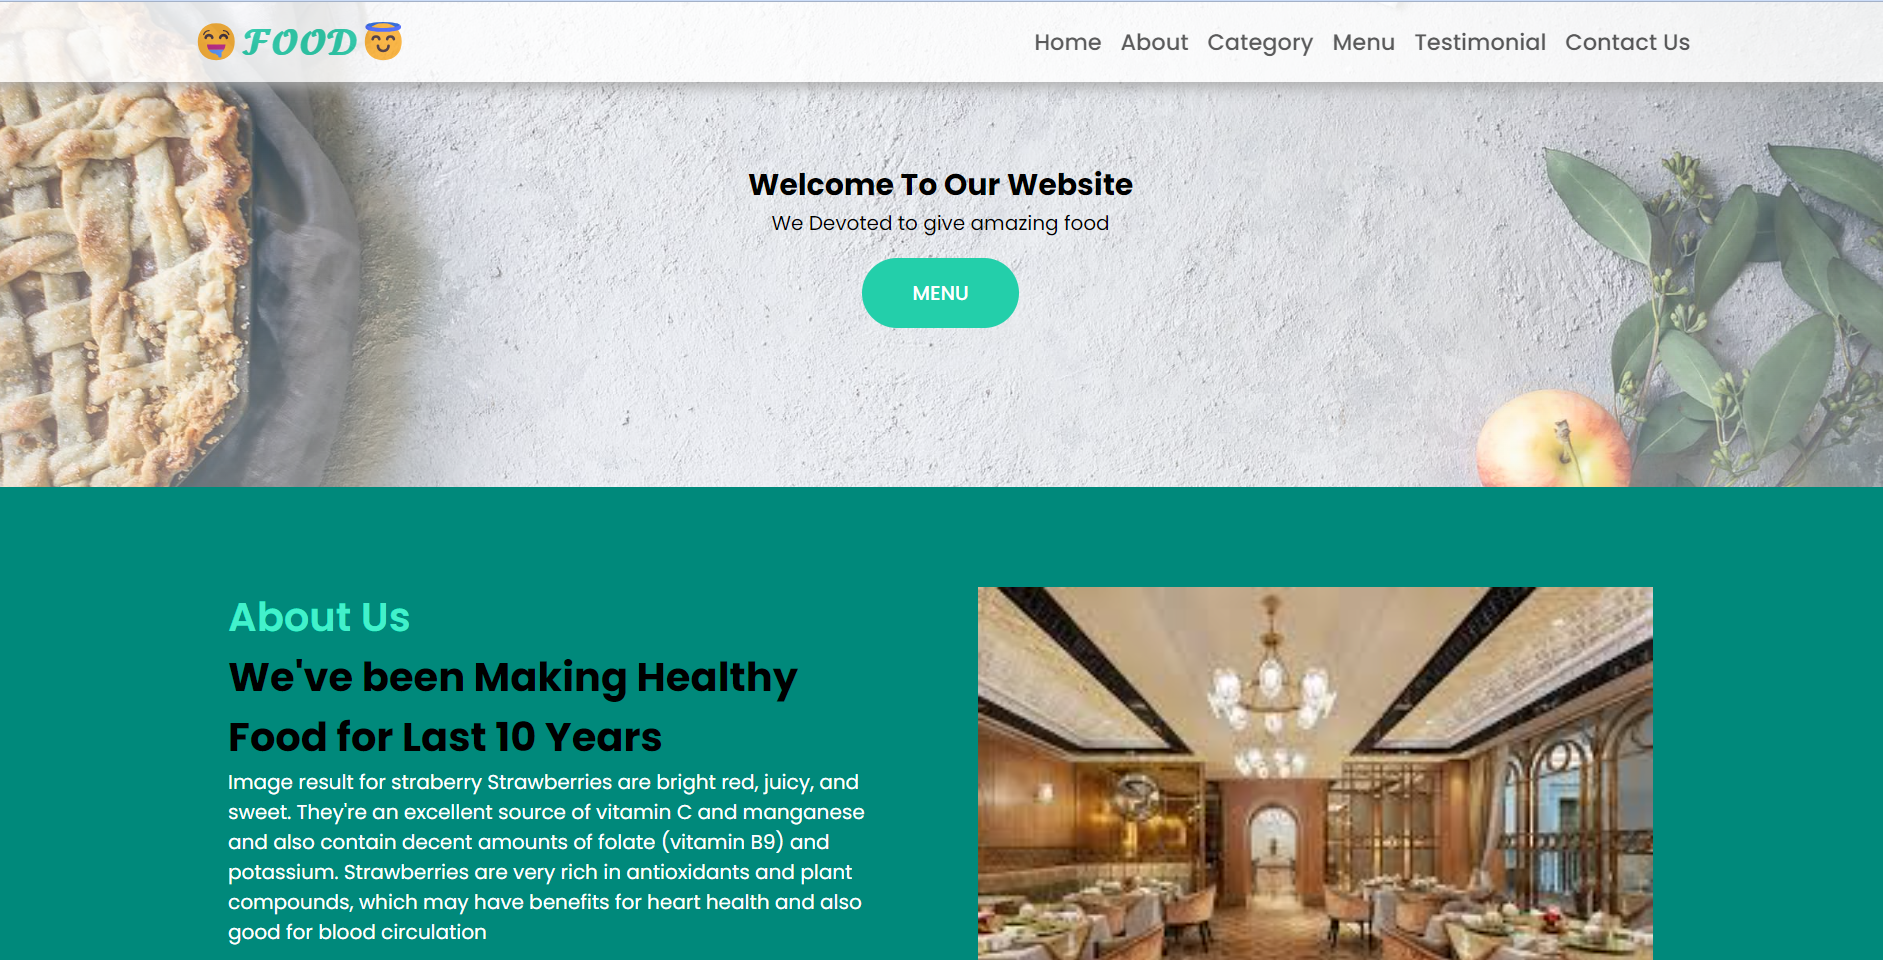 FOOD
Home About Category Menu Testimonial Contact Us
Welcome To Our Website
We Devoted to give amazing food
MENU
About Us
We've been Making Healthy
Food for Last 10 Years
Image result for straberry Strawberries are bright red, juicy, and
sweet. They're an excellent source of vitamin C and manganese
and also contain decent amounts of folate (vitamin B9) and
potassium. Strawberries are very rich in antioxidants and plant
compounds, which may have benefits for heart health and also
good for blood circulation